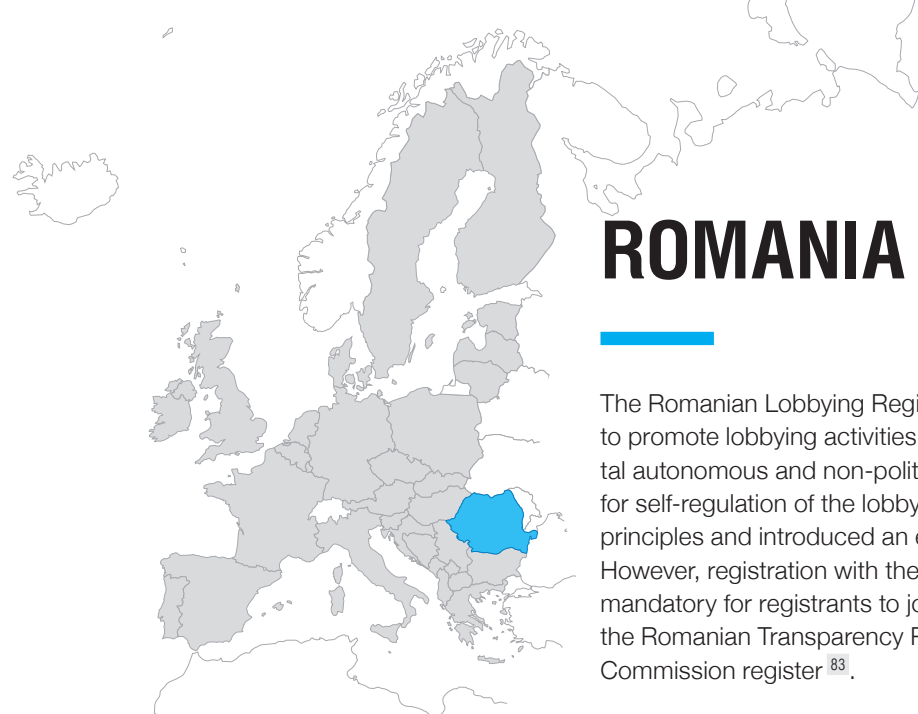 ROMANIA
The Romanian Lobbying Regi
to promote lobbying activities
tal autonomous and non-polit
for self-regulation of the lobby
principles and introduced an e
However, registration with the
mandatory for registrants to jo
the Romanian Transparency R
Commission register 83.